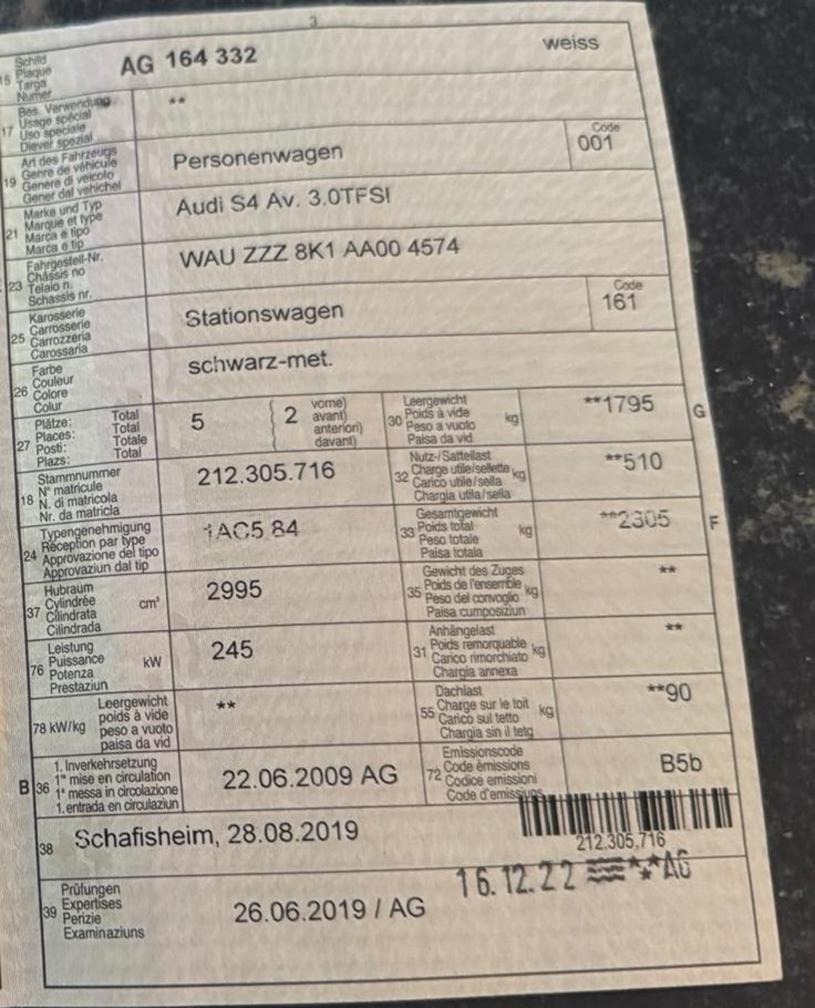 3
15 Schild
Plaque
Targa
Numer
AG 164 332
weiss
17 Bes. Verwendung
Usage spécial
Uso speciale
Diever spezial
**
19 Art des Fahrzeugs
Genre de véhicule
Genere di veicolo
Gener dal vehichel
Personenwagen
Code
001
21 Marke und Typ
Marque et type
Marca e tipo
Marca e tip
Audi S4 Av. 3.0TFSI
23 Fahrgestell-Nr.
Châssis no
Telaio n.
Schassis nr.
WAU ZZZ 8K1 AA00 4574
25 Karosserie
Carrosserie
Carrozzeria
Carossaria
Stationswagen
Code
161
26 Farbe
Couleur
Colore
Colur
schwarz-met.
27 Plätze: Total
Places: Total
Posti: Totale
Plazs: Total
5
2
vorne)
avant)
anterion)
davant)
30 Leergewicht
Poids à vide
Peso a vuoto
Paisa da vid
kg
**1795
G
18 Stammnummer
N° matricule
N. di matricola
Nr. da matricla
212.305.716
32 Nutz-/Sattellast
Charge utile/sellette
Carico utile/sella
Chargia utila/sella
kg
**510
24 Typengenehmigung
Réception par type
Approvazione del tipo
Approvaziun dal tip
1AC5 84
33 Gesamtgewicht
Poids total
Peso totale
Paisa totala
kg
**2305
F
37 Hubraum
Cylindrée
Cilindrata
Cilindrada
cm³
2995
35 Gewicht des Zuges
Poids de l'ensemble
Peso del convoglio
Paisa cumposiziun
kg
**
76 Leistung
Puissance
Potenza
Prestaziun
kW
245
31 Anhängelast
Poids remorquable
Carico rimorchiato
Chargia annexa
kg
**
78 kW/kg
Leergewicht
poids à vide
peso a vuoto
paisa da vid
**
55 Dachlast
Charge sur le toit
Carico sul tetto
Chargia sin il tetg
kg
**90
B 36 1. Inverkehrsetzung
1re mise en circulation
1a messa in circolazione
1. entrada en circulaziun
22.06.2009 AG
72 Emissionscode
Code émissions
Codice emissioni
Code d'emissiuns
B5b
38 Schafisheim, 28.08.2019
212.305.716
16.12.22 AG
39 Prüfungen
Expertises
Perizie
Examinaziuns
26.06.2019 / AG